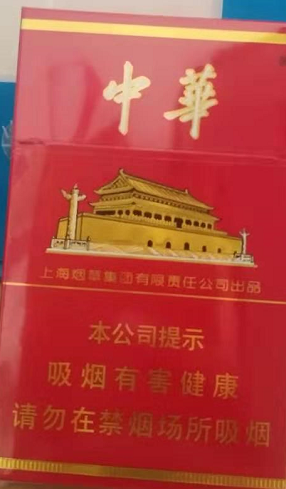 中華
上海烟草集团有限责任公司出品
本公司提示
吸烟有害健康
请勿在禁烟场所吸烟